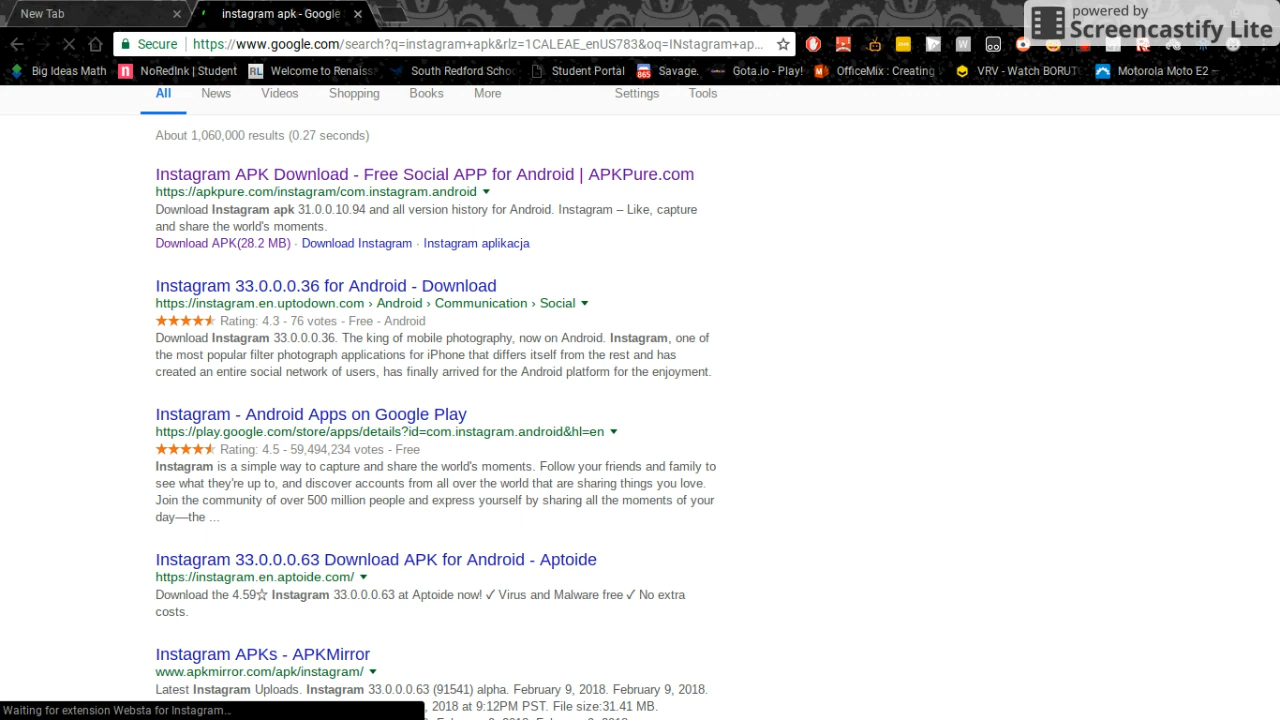 New Tab
instagram apk - Google
powered by
Screencastify Lite
Secure
https://www.google.com/search?q=instagram+apk&rlz=1CALEAE_enUS783&oq=INstagram+ap...
Big Ideas Math
NoRedInk | Student
RL Welcome to Renaiss
South Redford Scho
Student Portal
865 Savage.
Gota.io - Play!
OfficeMix : Creating
VRV - Watch BORUT
Motorola Moto E2 –
All News Videos Shopping Books More Settings Tools
About 1,060,000 results (0.27 seconds)
Instagram APK Download - Free Social APP for Android | APKPure.com
https://apkpure.com/instagram/com.instagram.android
Download Instagram apk 31.0.0.10.94 and all version history for Android. Instagram – Like, capture
and share the world's moments.
Download APK(28.2 MB) · Download Instagram · Instagram aplikacja
Instagram 33.0.0.0.36 for Android - Download
https://instagram.en.uptodown.com › Android › Communication › Social
Rating: 4.3 - 76 votes - Free - Android
Download Instagram 33.0.0.0.36. The king of mobile photography, now on Android. Instagram, one of
the most popular filter photograph applications for iPhone that differs itself from the rest and has
created an entire social network of users, has finally arrived for the Android platform for the enjoyment.
Instagram - Android Apps on Google Play
https://play.google.com/store/apps/details?id=com.instagram.android&hl=en
Rating: 4.5 - 59,494,234 votes - Free
Instagram is a simple way to capture and share the world's moments. Follow your friends and family to
see what they're up to, and discover accounts from all over the world that are sharing things you love.
Join the community of over 500 million people and express yourself by sharing all the moments of your
day—the ...
Instagram 33.0.0.0.63 Download APK for Android - Aptoide
https://instagram.en.aptoide.com/
Download the 4.59☆ Instagram 33.0.0.0.63 at Aptoide now! ✓ Virus and Malware free ✓ No extra
costs.
Instagram APKs - APKMirror
www.apkmirror.com/apk/instagram/
Latest Instagram Uploads. Instagram 33.0.0.0.63 (91541) alpha. February 9, 2018. February 9, 2018.
, 2018 at 9:12PM PST. File size:31.41 MB.
Waiting for extension Websta for Instagram...